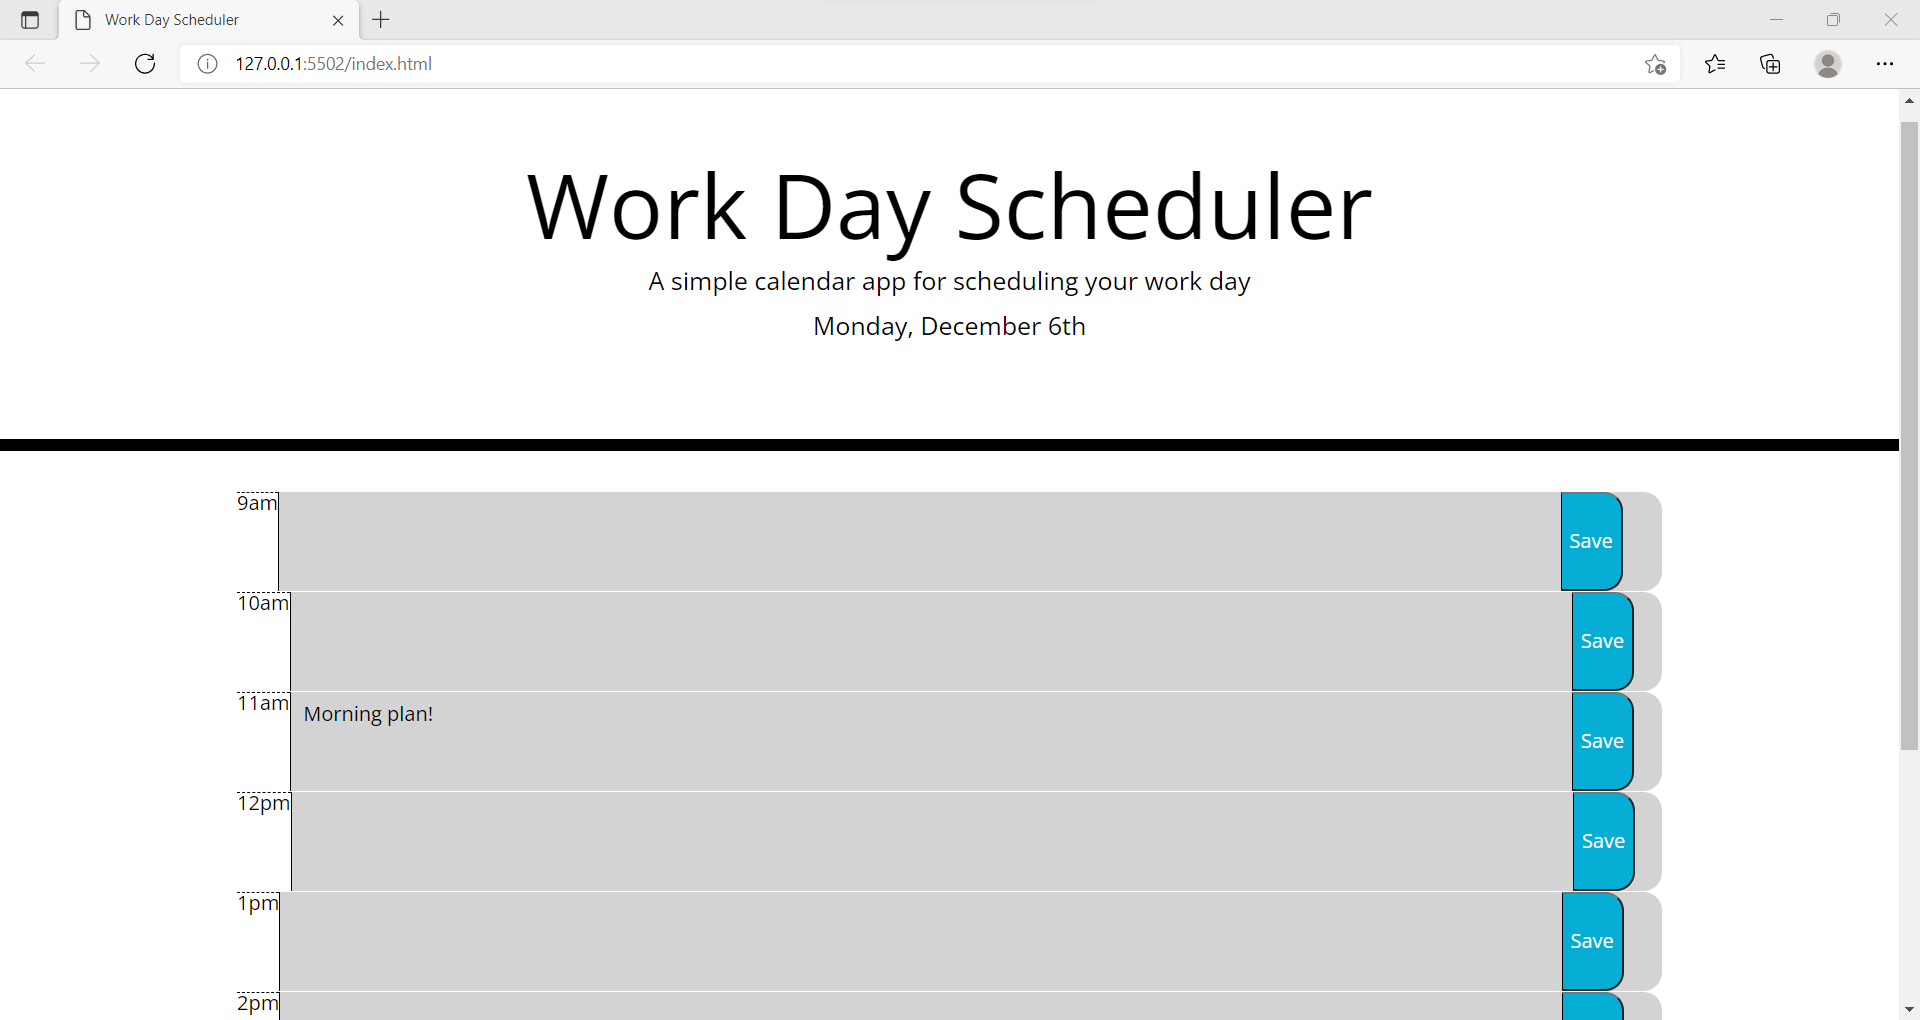 Work Day Scheduler
127.0.0.1:5502/index.html
Work Day Scheduler
A simple calendar app for scheduling your work day
Monday, December 6th
9am
Save
10am
Save
11am Morning plan!
Save
12pm
Save
1pm
Save
2pm